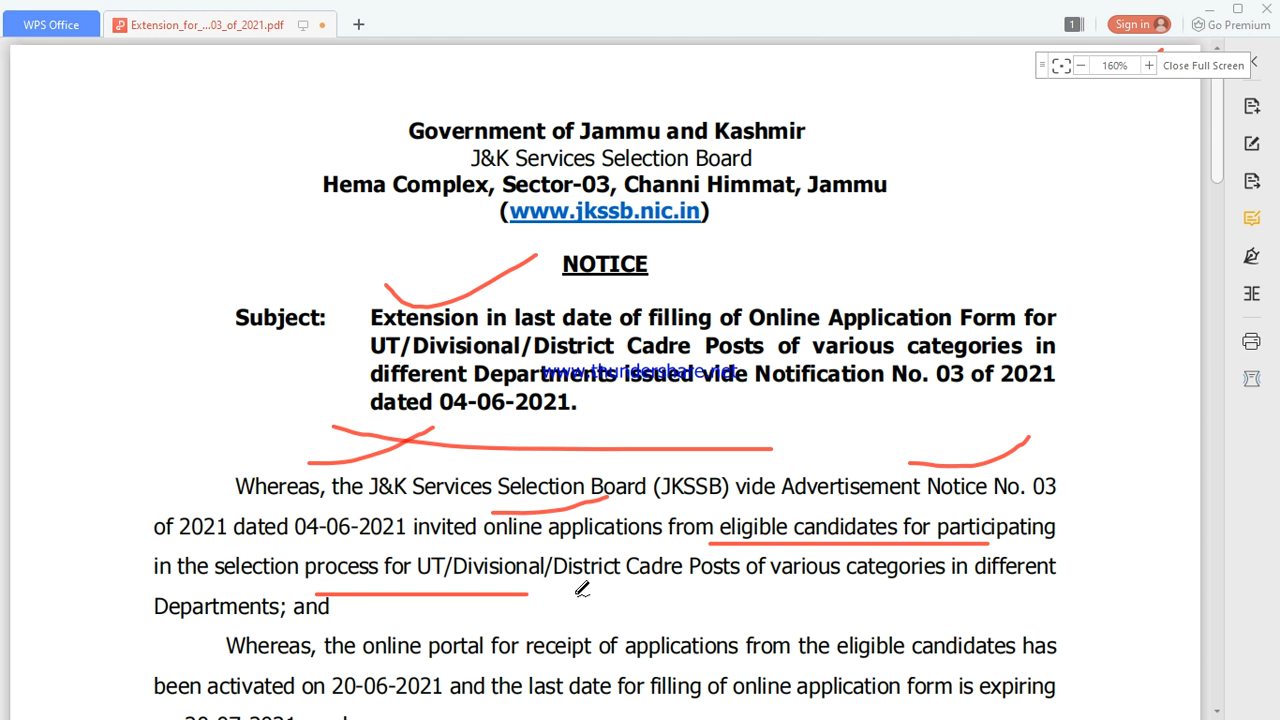 WPS Office
Extension_for_...03_of_2021.pdf
1
Sign in
Go Premium
160%
Close Full Screen
Government of Jammu and Kashmir
J&K Services Selection Board
Hema Complex, Sector-03, Channi Himmat, Jammu
(www.jkssb.nic.in)
NOTICE
Subject: Extension in last date of filling of Online Application Form for
UT/Divisional/District Cadre Posts of various categories in
different Departments issued vide Notification No. 03 of 2021
www.thundershare.net
dated 04-06-2021.
Whereas, the J&K Services Selection Board (JKSSB) vide Advertisement Notice No. 03
of 2021 dated 04-06-2021 invited online applications from eligible candidates for participating
in the selection process for UT/Divisional/District Cadre Posts of various categories in different
Departments; and
Whereas, the online portal for receipt of applications from the eligible candidates has
been activated on 20-06-2021 and the last date for filling of online application form is expiring